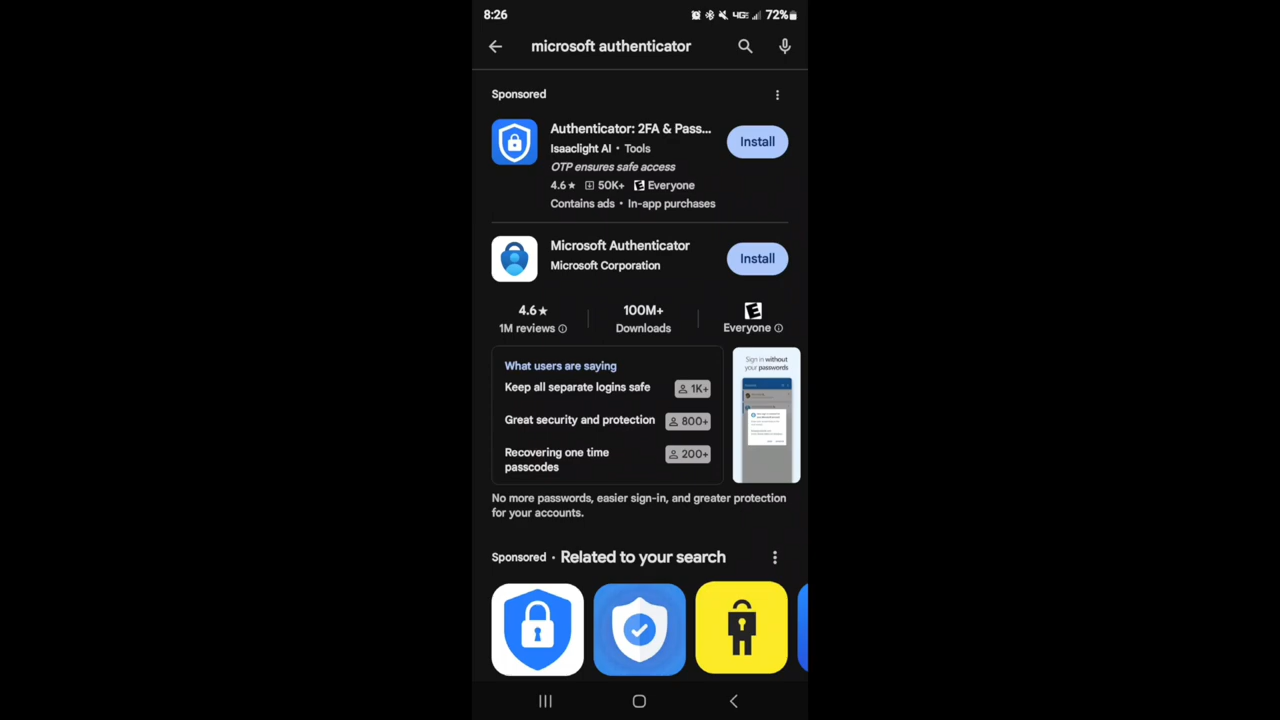 8:26
4GE 72%
microsoft authenticator
Sponsored
Authenticator: 2FA & Pass...
Install
Isaaclight AI • Tools
OTP ensures safe access
4.6★ 50K+ E Everyone
Contains ads • In-app purchases
Microsoft Authenticator
Install
Microsoft Corporation
4.6★
1M reviews
100M+
Downloads
E
Everyone
What users are saying
Keep all separate logins safe
1K+
Great security and protection
800+
Recovering one time
passcodes
200+
Sign in without
your passwords
No more passwords, easier sign-in, and greater protection
for your accounts.
Sponsored • Related to your search